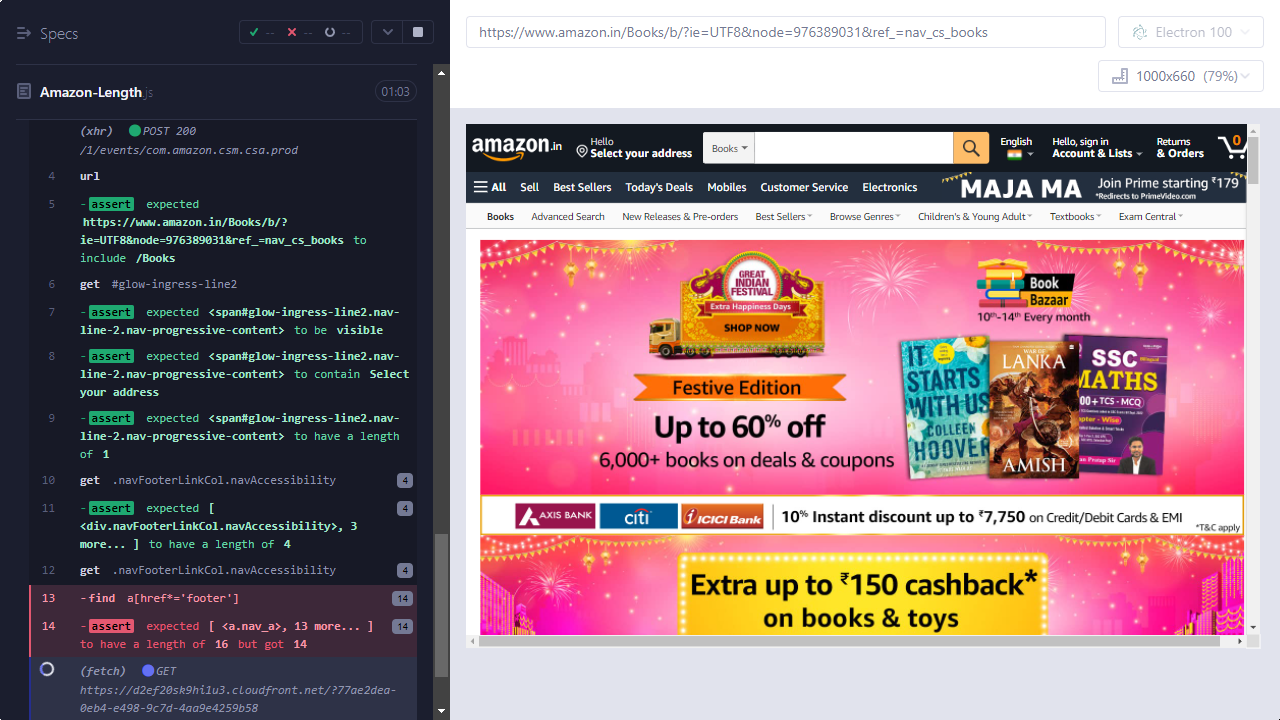 Specs
-- -- --
Amazon-Length.js
01:03
(xhr) POST 200
/1/events/com.amazon.csm.csa.prod
4 url
5 -assert expected
https://www.amazon.in/Books/b/?
ie=UTF8&node=976389031&ref_=nav_cs_books to
include /Books
6 get #glow-ingress-line2
7 -assert expected <span#glow-ingress-line2.nav-
line-2.nav-progressive-content> to be visible
8 -assert expected <span#glow-ingress-line2.nav-
line-2.nav-progressive-content> to contain Select
your address
9 -assert expected <span#glow-ingress-line2.nav-
line-2.nav-progressive-content> to have a length
of 1
10 get .navFooterLinkCol.navAccessibility 4
11 -assert expected [ 4
<div.navFooterLinkCol.navAccessibility>, 3
more... ] to have a length of 4
12 get .navFooterLinkCol.navAccessibility 4
13 -find a[href*='footer'] 14
14 -assert expected [ <a.nav_a>, 13 more... ] 14
to have a length of 16 but got 14
(fetch) GET
https://d2ef20sk9hi1u3.cloudfront.net/?77ae2dea-
0eb4-e498-9c7d-4aa9e4259b58
https://www.amazon.in/Books/b/?ie=UTF8&node=976389031&ref_=nav_cs_books
Electron 100
1000x660 (79%)
amazon.in
Hello
Select your address
Books
English
Hello, sign in
Account & Lists
Returns
& Orders
0
All Sell Best Sellers Today's Deals Mobiles Customer Service Electronics
MAJA MA
Join Prime starting ₹179
*Redirects to PrimeVideo.com
Books Advanced Search New Releases & Pre-orders Best Sellers Browse Genres Children's & Young Adult Textbooks Exam Central
GREAT
INDIAN
FESTIVAL
Extra Happiness Days
SHOP NOW
Festive Edition
Up to 60% off
6,000+ books on deals & coupons
Book
Bazaar
10th-14th Every month
IT
STARTS
WITH US
COLLEEN
HOOVER
WAR OF
LANKA
AMISH
SSC
MATHS
TCS - MCQ
AXIS BANK
citi
ICICI Bank
10% Instant discount up to ₹7,750 on Credit/Debit Cards & EMI
*T&C apply
Extra up to ₹150 cashback*
on books & toys